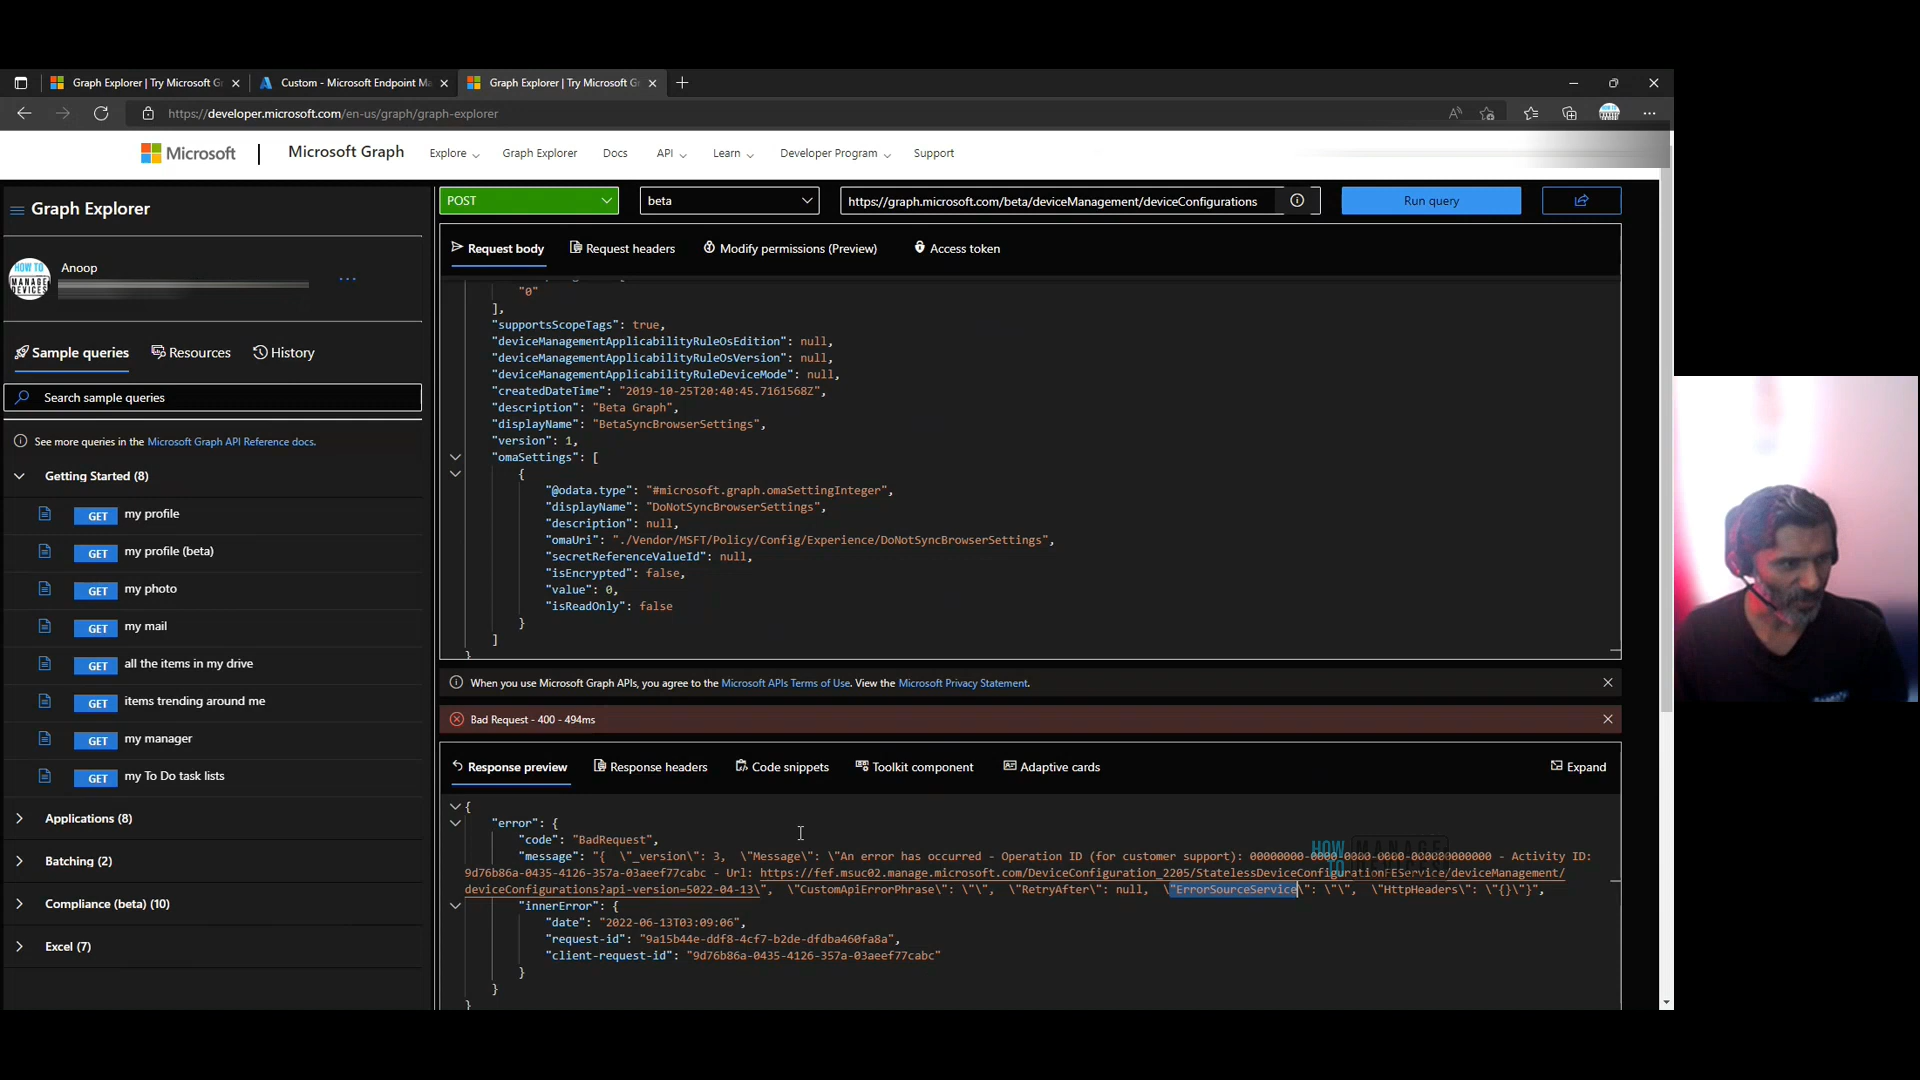 Graph Explorer | Try Microsoft G
Custom - Microsoft Endpoint Ma
Graph Explorer | Try Microsoft G
https://developer.microsoft.com/en-us/graph/graph-explorer
Microsoft
Microsoft Graph
Explore
Graph Explorer
Docs
API
Learn
Developer Program
Support
Graph Explorer
Anoop
HOW TO
MANAGE
DEVICES
Sample queries
Resources
History
Search sample queries
See more queries in the Microsoft Graph API Reference docs.
Getting Started (8)
GET my profile
GET my profile (beta)
GET my photo
GET my mail
GET all the items in my drive
GET items trending around me
GET my manager
GET my To Do task lists
Applications (8)
Batching (2)
Compliance (beta) (10)
Excel (7)
POST
beta
https://graph.microsoft.com/beta/deviceManagement/deviceConfigurations
Run query
Request body
Request headers
Modify permissions (Preview)
Access token
"0"
],
"supportsScopeTags": true,
"deviceManagementApplicabilityRuleOsEdition": null,
"deviceManagementApplicabilityRuleOsVersion": null,
"deviceManagementApplicabilityRuleDeviceMode": null,
"createdDateTime": "2019-10-25T20:40:45.7161568Z",
"description": "Beta Graph",
"displayName": "BetaSyncBrowserSettings",
"version": 1,
"omaSettings": [
{
"@odata.type": "#microsoft.graph.omaSettingInteger",
"displayName": "DoNotSyncBrowserSettings",
"description": null,
"omaUri": "./Vendor/MSFT/Policy/Config/Experience/DoNotSyncBrowserSettings",
"secretReferenceValueId": null,
"isEncrypted": false,
"value": 0,
"isReadOnly": false
}
]
}
When you use Microsoft Graph APIs, you agree to the Microsoft APIs Terms of Use. View the Microsoft Privacy Statement.
Bad Request - 400 - 494ms
Response preview
Response headers
Code snippets
Toolkit component
Adaptive cards
Expand
{
"error": {
"code": "BadRequest",
"message": "{ \"_version\": 3, \"Message\": \"An error has occurred - Operation ID (for customer support): 00000000-0000-0000-0000-000000000000 - Activity ID:
9d76b86a-0435-4126-357a-03aeef77cabc - Url: https://fef.msuc02.manage.microsoft.com/DeviceConfiguration_2205/StatelessDeviceConfigurationFEService/deviceManagement/
deviceConfigurations?api-version=5022-04-13\", \"CustomApiErrorPhrase\": \"\", \"RetryAfter\": null, \"ErrorSourceService\": \"\", \"HttpHeaders\": \"{}\"}",
"innerError": {
"date": "2022-06-13T03:09:06",
"request-id": "9a15b44e-ddf8-4cf7-b2de-dfdba460fa8a",
"client-request-id": "9d76b86a-0435-4126-357a-03aeef77cabc"
}
}
}
HOW
TO
MANAGE
DEVICES